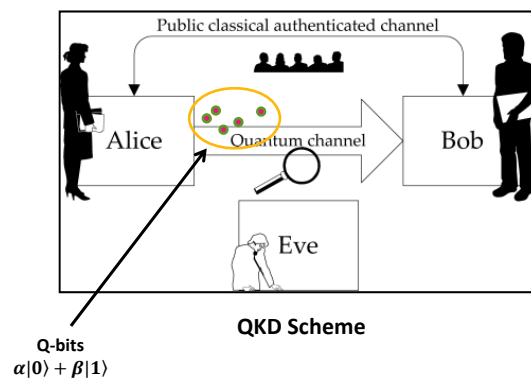 Public classical authenticated channel
Alice
Quantum channel
Bob
Eve
QKD Scheme
Q-bits
α|0⟩ + β|1⟩